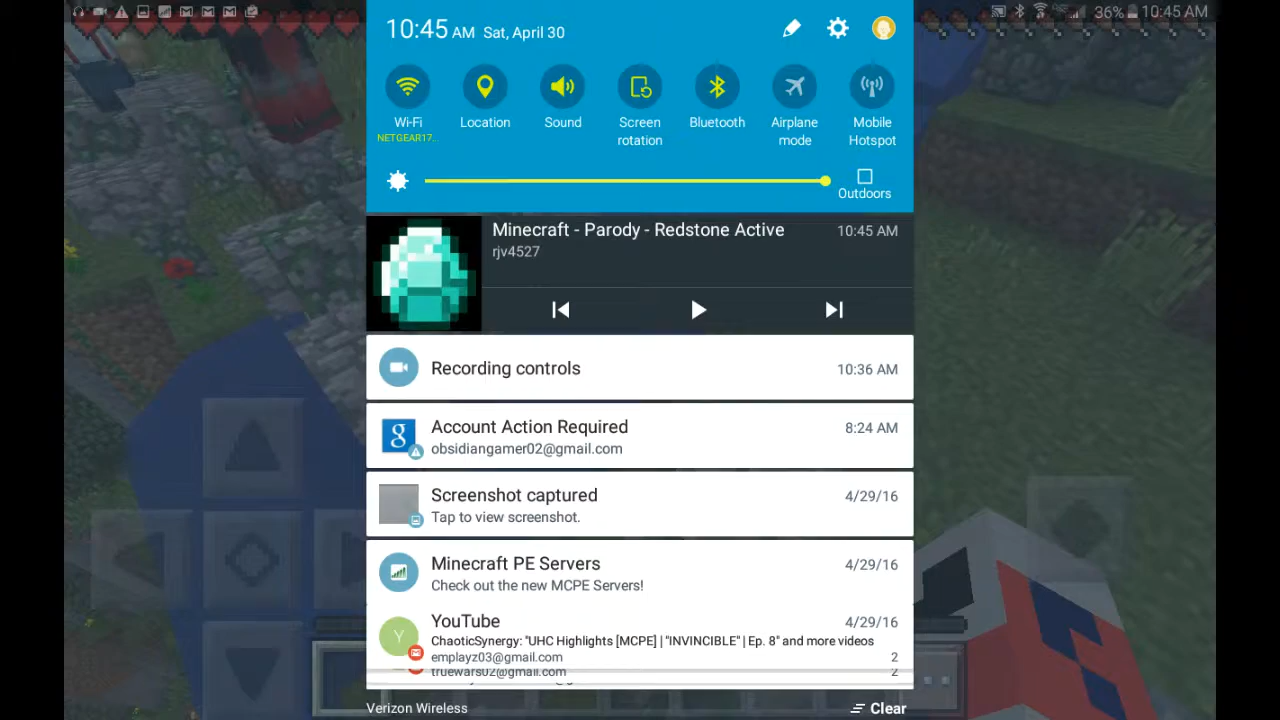 36% 10:45 AM
10:45 AM Sat, April 30
Wi-Fi
NETGEAR17...
Location
Sound
Screen rotation
Bluetooth
Airplane mode
Mobile Hotspot
Outdoors
Minecraft - Parody - Redstone Active 10:45 AM
rjv4527
Recording controls 10:36 AM
g
Account Action Required 8:24 AM
obsidiangamer02@gmail.com
Screenshot captured 4/29/16
Tap to view screenshot.
Minecraft PE Servers 4/29/16
Check out the new MCPE Servers!
Y
YouTube 4/29/16
ChaoticSynergy: "UHC Highlights [MCPE] | "INVINCIBLE" | Ep. 8" and more videos
emplayz03@gmail.com 2
truewars02@gmail.com 2
Verizon Wireless Clear